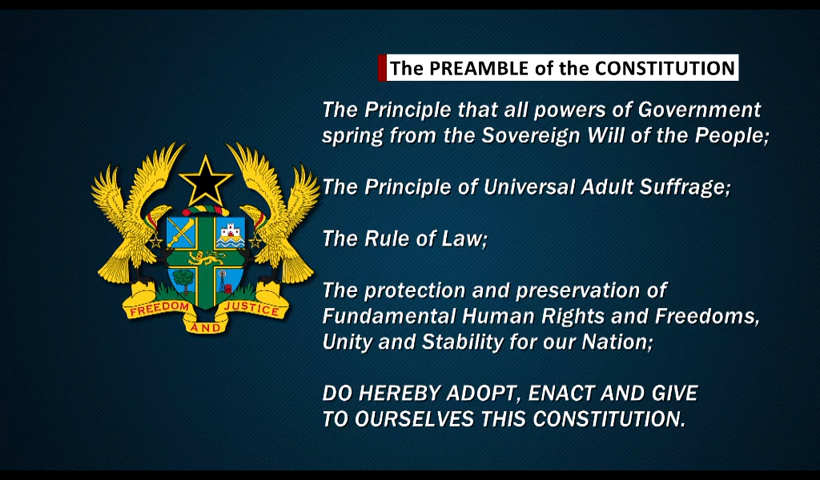 The PREAMBLE of the CONSTITUTION
The Principle that all powers of Government
spring from the Sovereign Will of the People;
The Principle of Universal Adult Suffrage;
The Rule of Law;
The protection and preservation of
Fundamental Human Rights and Freedoms,
Unity and Stability for our Nation;
DO HEREBY ADOPT, ENACT AND GIVE
TO OURSELVES THIS CONSTITUTION.
FREEDOM AND JUSTICE